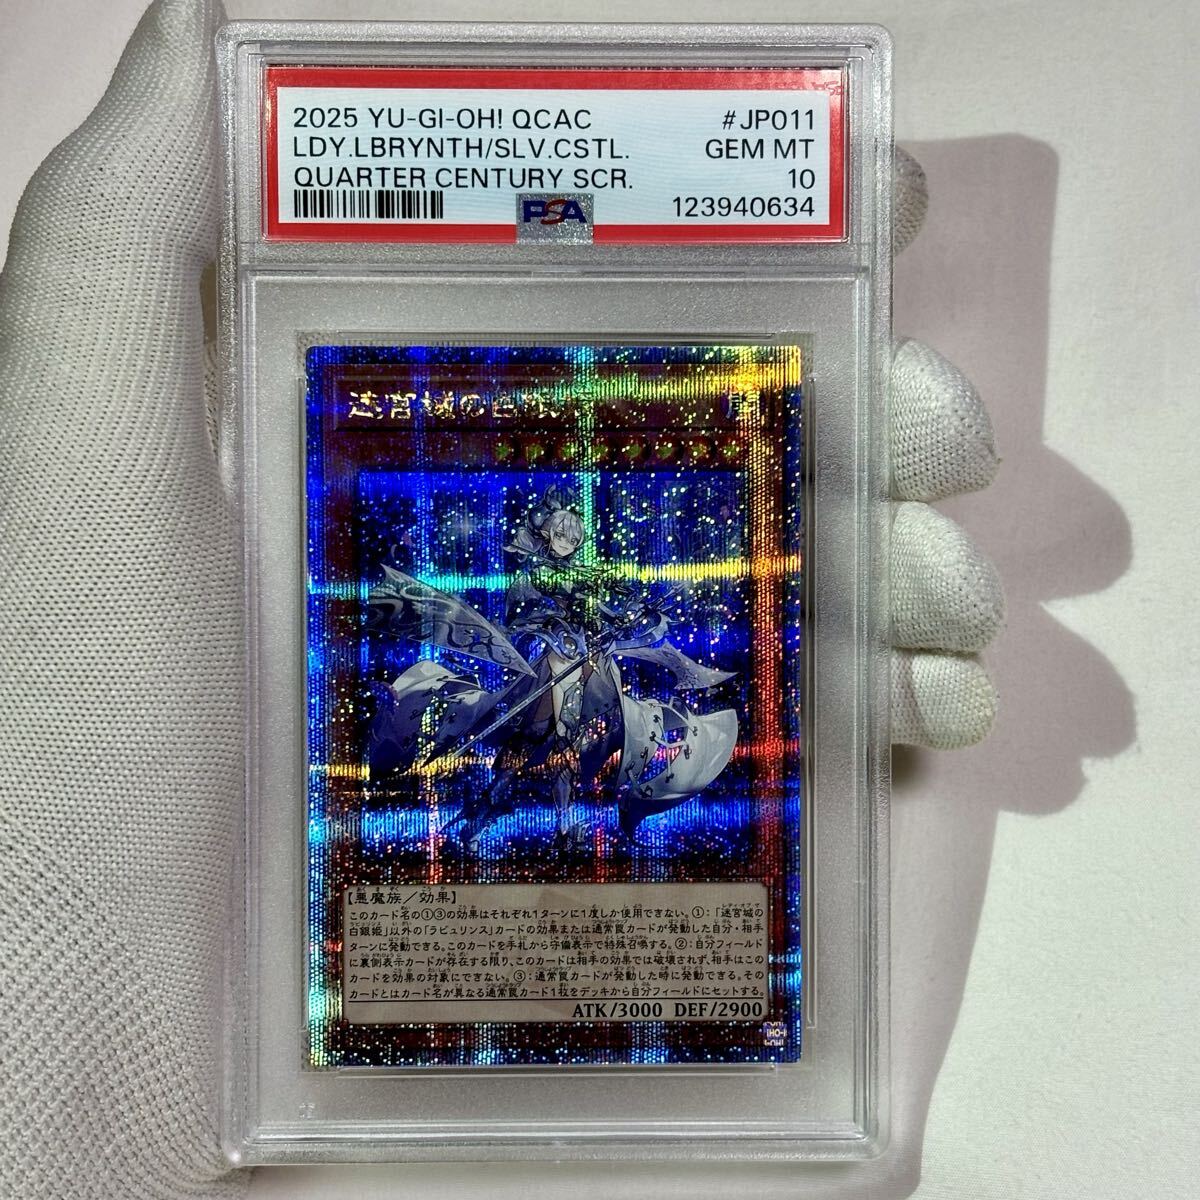 2025 YU-GI-OH! QCAC #JP011
LDY.LBRYNTH/SLV.CSTL. GEM MT
QUARTER CENTURY SCR. 10
PSA 123940634
迷宮城の白銀姫
闇
【悪魔族／効果】
このカード名の①③の効果はそれぞれ1ターンに1度しか使用できない。①：「迷宮城の
白銀姫」以外の「ラビュリンス」カードの効果または通常罠カードが発動した自分・相手
ターンに発動できる。このカードを手札から守備表示で特殊召喚する。②：自分フィールド
に裏側表示カードが存在する限り、このカードは相手の効果では破壊されず、相手はこの
カードを効果の対象にできない。③：通常罠カードが発動した時に発動できる。その
カードとはカード名が異なる通常罠カード1枚をデッキから自分フィールドにセットする。
ATK/3000 DEF/2900